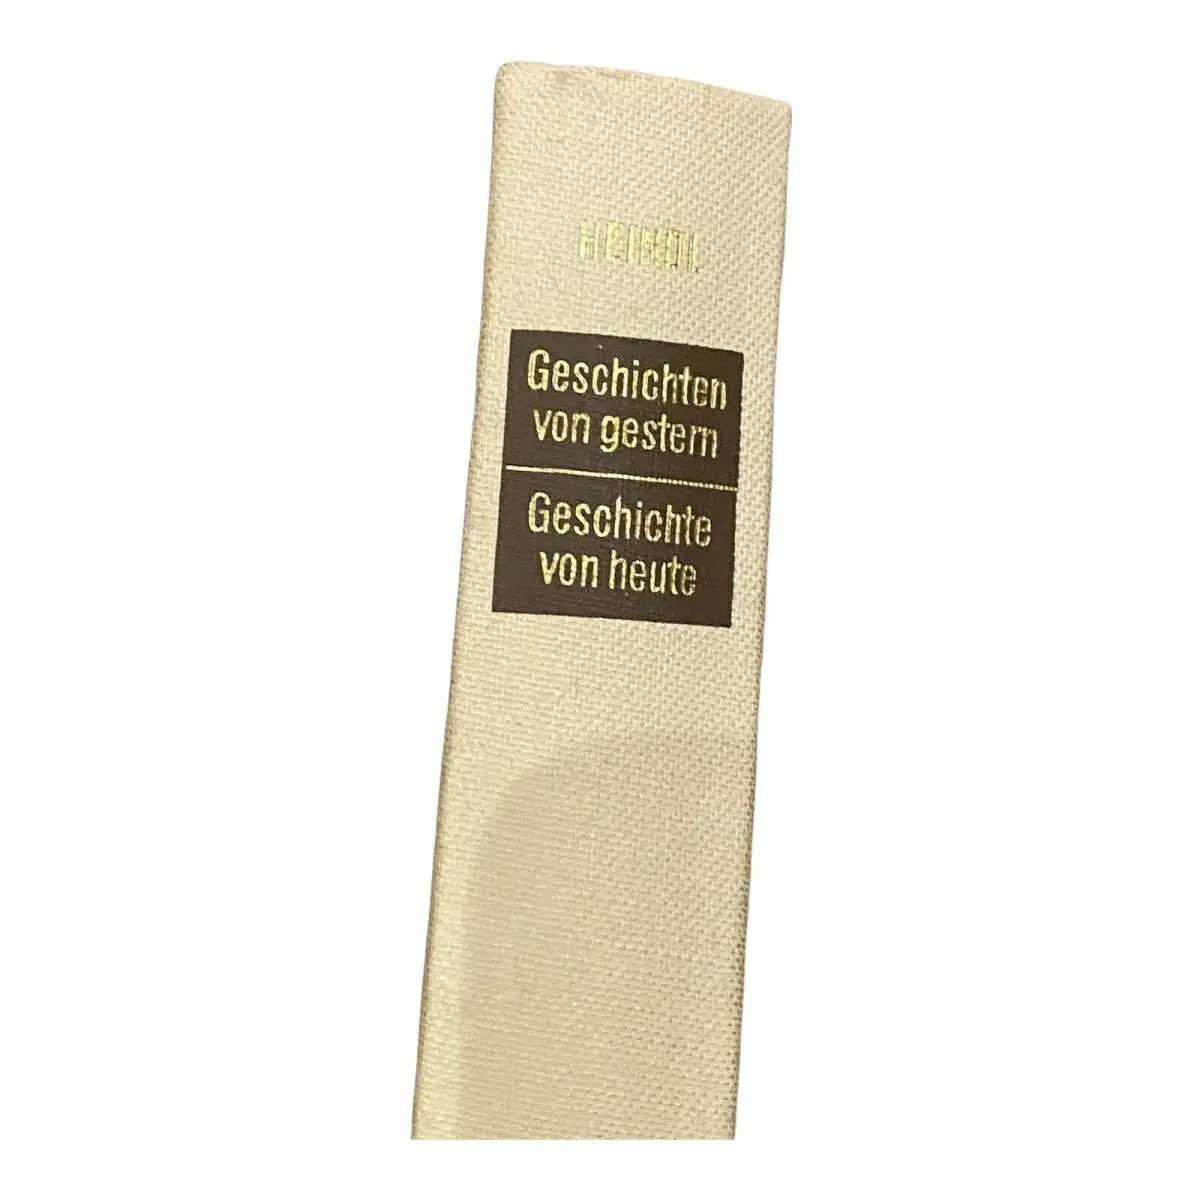 HEINDL
Geschichten
von gestern
Geschichte
von heute